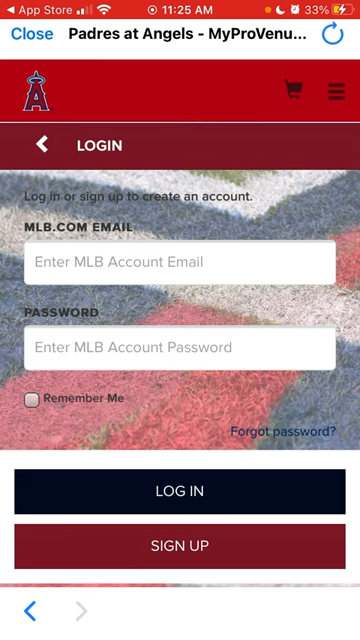 App Store 11:25 AM 33%
Close Padres at Angels - MyProVenu...
A
LOGIN
Log in or sign up to create an account.
MLB.COM EMAIL
Enter MLB Account Email
PASSWORD
Enter MLB Account Password
Remember Me
Forgot password?
LOG IN
SIGN UP